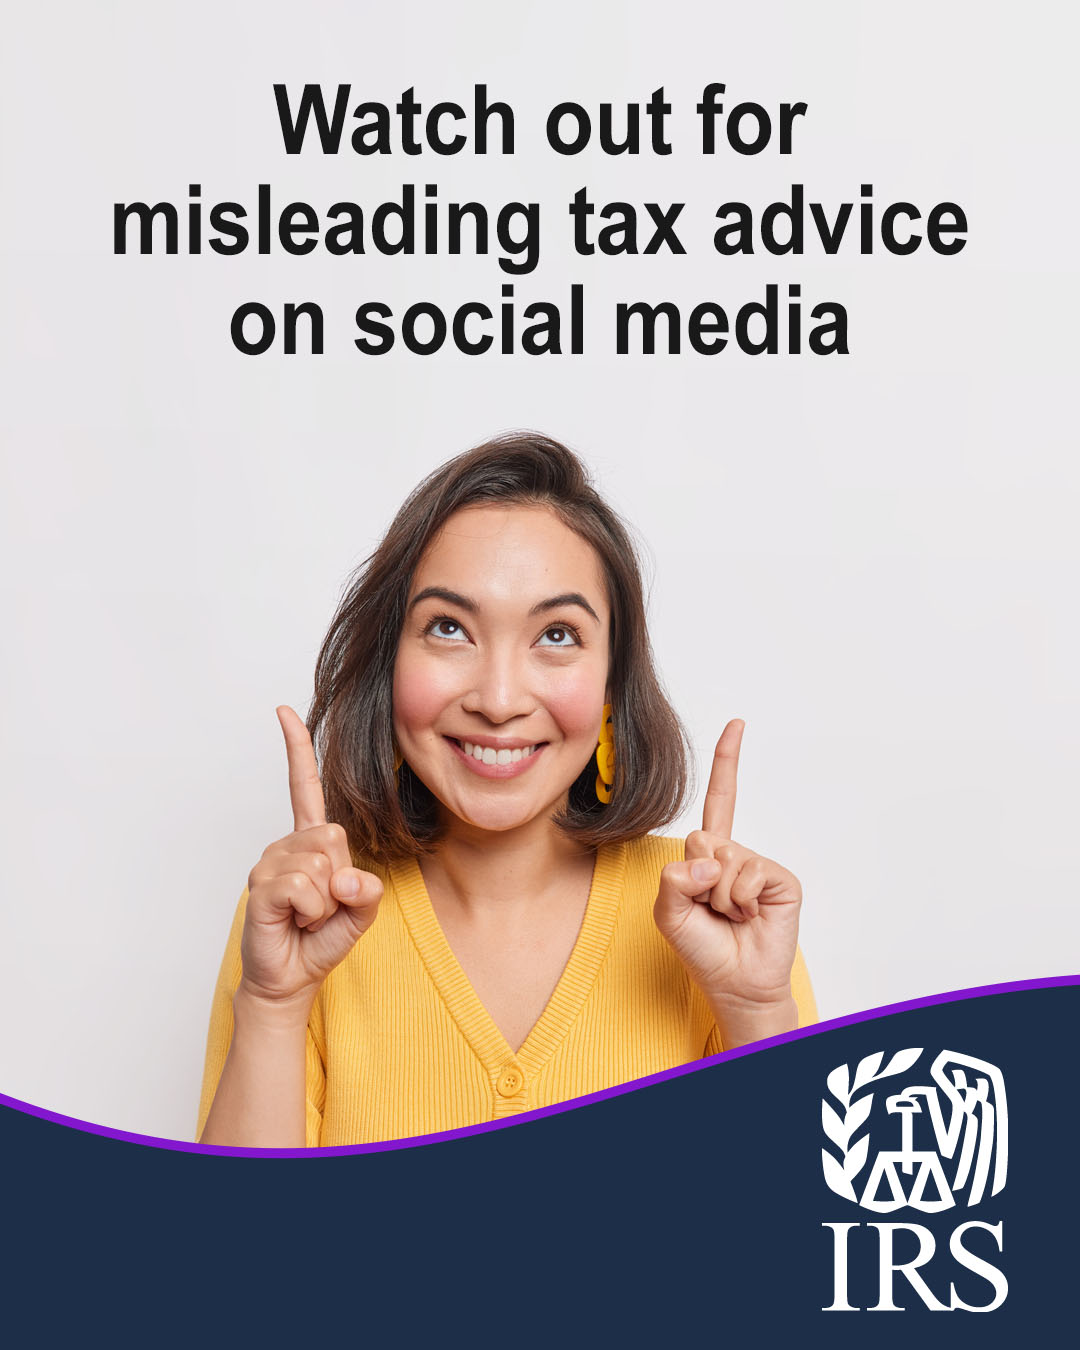 Watch out for
misleading tax advice
on social media
IRS